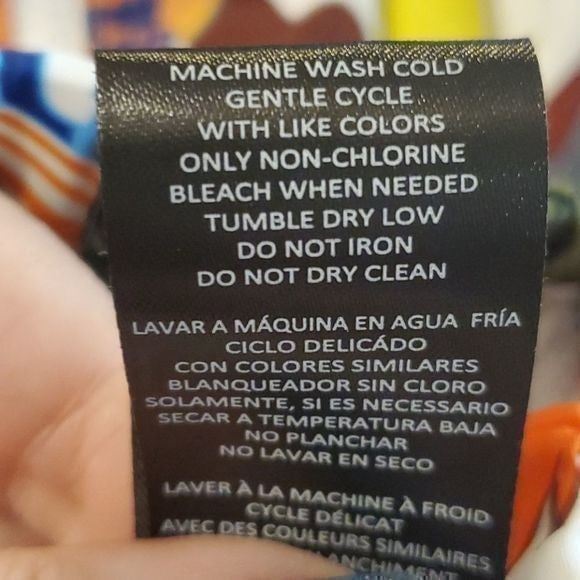 MACHINE WASH COLD
GENTLE CYCLE
WITH LIKE COLORS
ONLY NON-CHLORINE
BLEACH WHEN NEEDED
TUMBLE DRY LOW
DO NOT IRON
DO NOT DRY CLEAN
LAVAR A MÁQUINA EN AGUA FRÍA
CICLO DELICÁDO
CON COLORES SIMILARES
BLANQUEADOR SIN CLORO
SOLAMENTE, SI ES NECESSARIO
SECAR A TEMPERATURA BAJA
NO PLANCHAR
NO LAVAR EN SECO
LAVER À LA MACHINE À FROID
CYCLE DÉLICAT
AVEC DES COULEURS SIMILAIRES